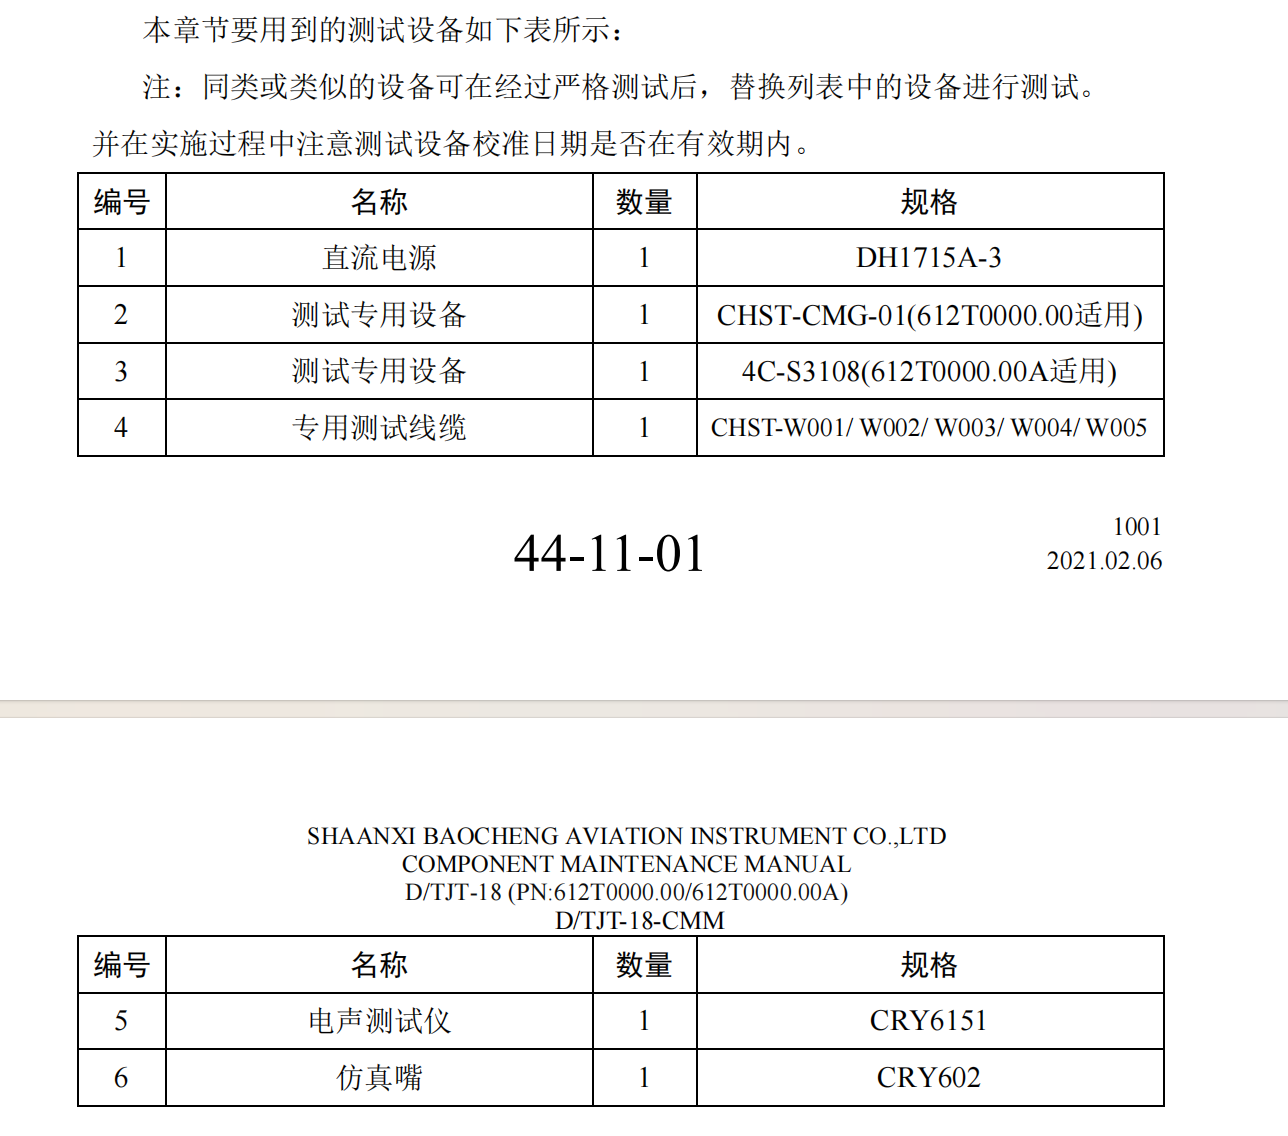 本章节要用到的测试设备如下表所示：
注：同类或类似的设备可在经过严格测试后，替换列表中的设备进行测试。
并在实施过程中注意测试设备校准日期是否在有效期内。
编号 名称 数量 规格
1 直流电源 1 DH1715A-3
2 测试专用设备 1 CHST-CMG-01(612T0000.00适用)
3 测试专用设备 1 4C-S3108(612T0000.00A适用)
4 专用测试线缆 1 CHST-W001/ W002/ W003/ W004/ W005
1001
44-11-01
2021.02.06
SHAANXI BAOCHENG AVIATION INSTRUMENT CO.,LTD
COMPONENT MAINTENANCE MANUAL
D/TJT-18 (PN:612T0000.00/612T0000.00A)
D/TJT-18-CMM
编号 名称 数量 规格
5 电声测试仪 1 CRY6151
6 仿真嘴 1 CRY602